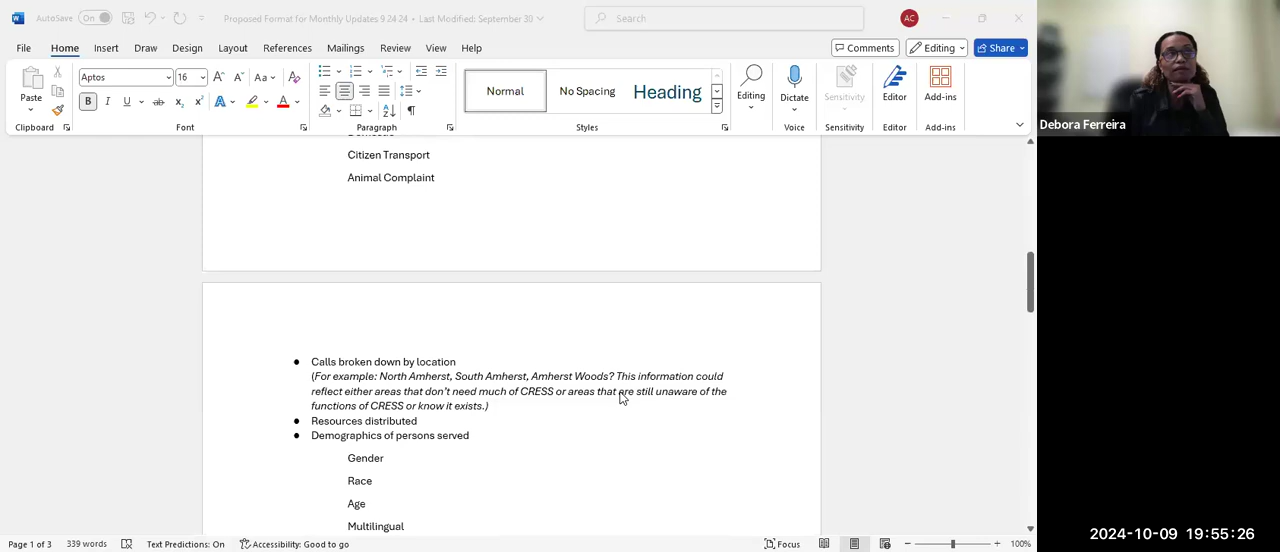 AutoSave On
Proposed Format for Monthly Updates 9.24 24 • Last Modified: September 30
Search
AC
File Home Insert Draw Design Layout References Mailings Review View Help
Comments Editing Share
Paste
Clipboard
Aptos 16
Font
Paragraph
Normal No Spacing Heading
Styles
Editing
Dictate
Voice
Sensitivity
Sensitivity
Editor
Editor
Add-ins
Add-ins
Debora Ferreira
Citizen Transport
Animal Complaint
● Calls broken down by location
(For example: North Amherst, South Amherst, Amherst Woods? This information could
reflect either areas that don't need much of CRESS or areas that are still unaware of the
functions of CRESS or know it exists.)
● Resources distributed
● Demographics of persons served
Gender
Race
Age
Multilingual
Page 1 of 3 339 words Text Predictions: On Accessibility: Good to go Focus 100%
2024-10-09 19:55:26